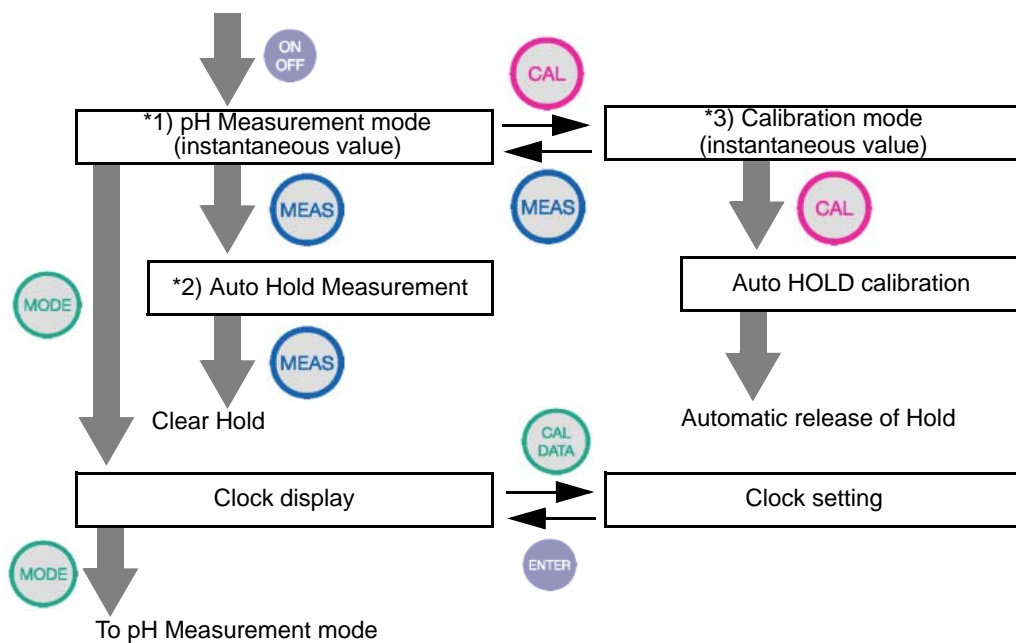 ON
OFF
CAL
*1) pH Measurement mode
(instantaneous value)
*3) Calibration mode
(instantaneous value)
MEAS
MEAS
CAL
MODE
*2) Auto Hold Measurement
Auto HOLD calibration
MEAS
Clear Hold
Automatic release of Hold
CAL
DATA
Clock display
Clock setting
MODE
ENTER
To pH Measurement mode